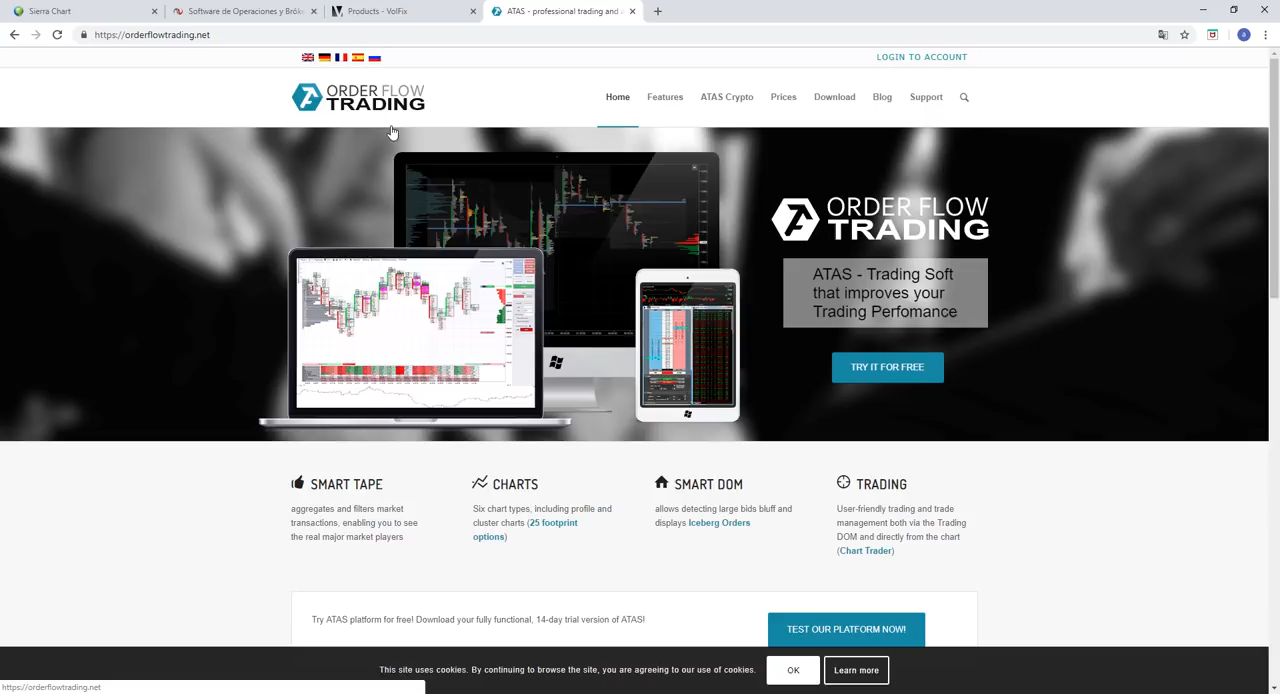 Sierra Chart
Software de Operaciones y Bróke
Products - VolFix
ATAS - professional trading and
https://orderflowtrading.net
a
LOGIN TO ACCOUNT
ORDER FLOW
TRADING
Home
Features
ATAS Crypto
Prices
Download
Blog
Support
ORDER FLOW
TRADING
ATAS - Trading Soft
that improves your
Trading Perfomance
TRY IT FOR FREE
SMART TAPE
aggregates and filters market
transactions, enabling you to see
the real major market players
CHARTS
Six chart types, including profile and
cluster charts (25 footprint
options)
SMART DOM
allows detecting large bids bluff and
displays Iceberg Orders
TRADING
User-friendly trading and trade
management both via the Trading
DOM and directly from the chart
(Chart Trader)
Try ATAS platform for free! Download your fully functional, 14-day trial version of ATAS!
TEST OUR PLATFORM NOW!
This site uses cookies. By continuing to browse the site, you are agreeing to our use of cookies.
OK
Learn more
https://orderflowtrading.net